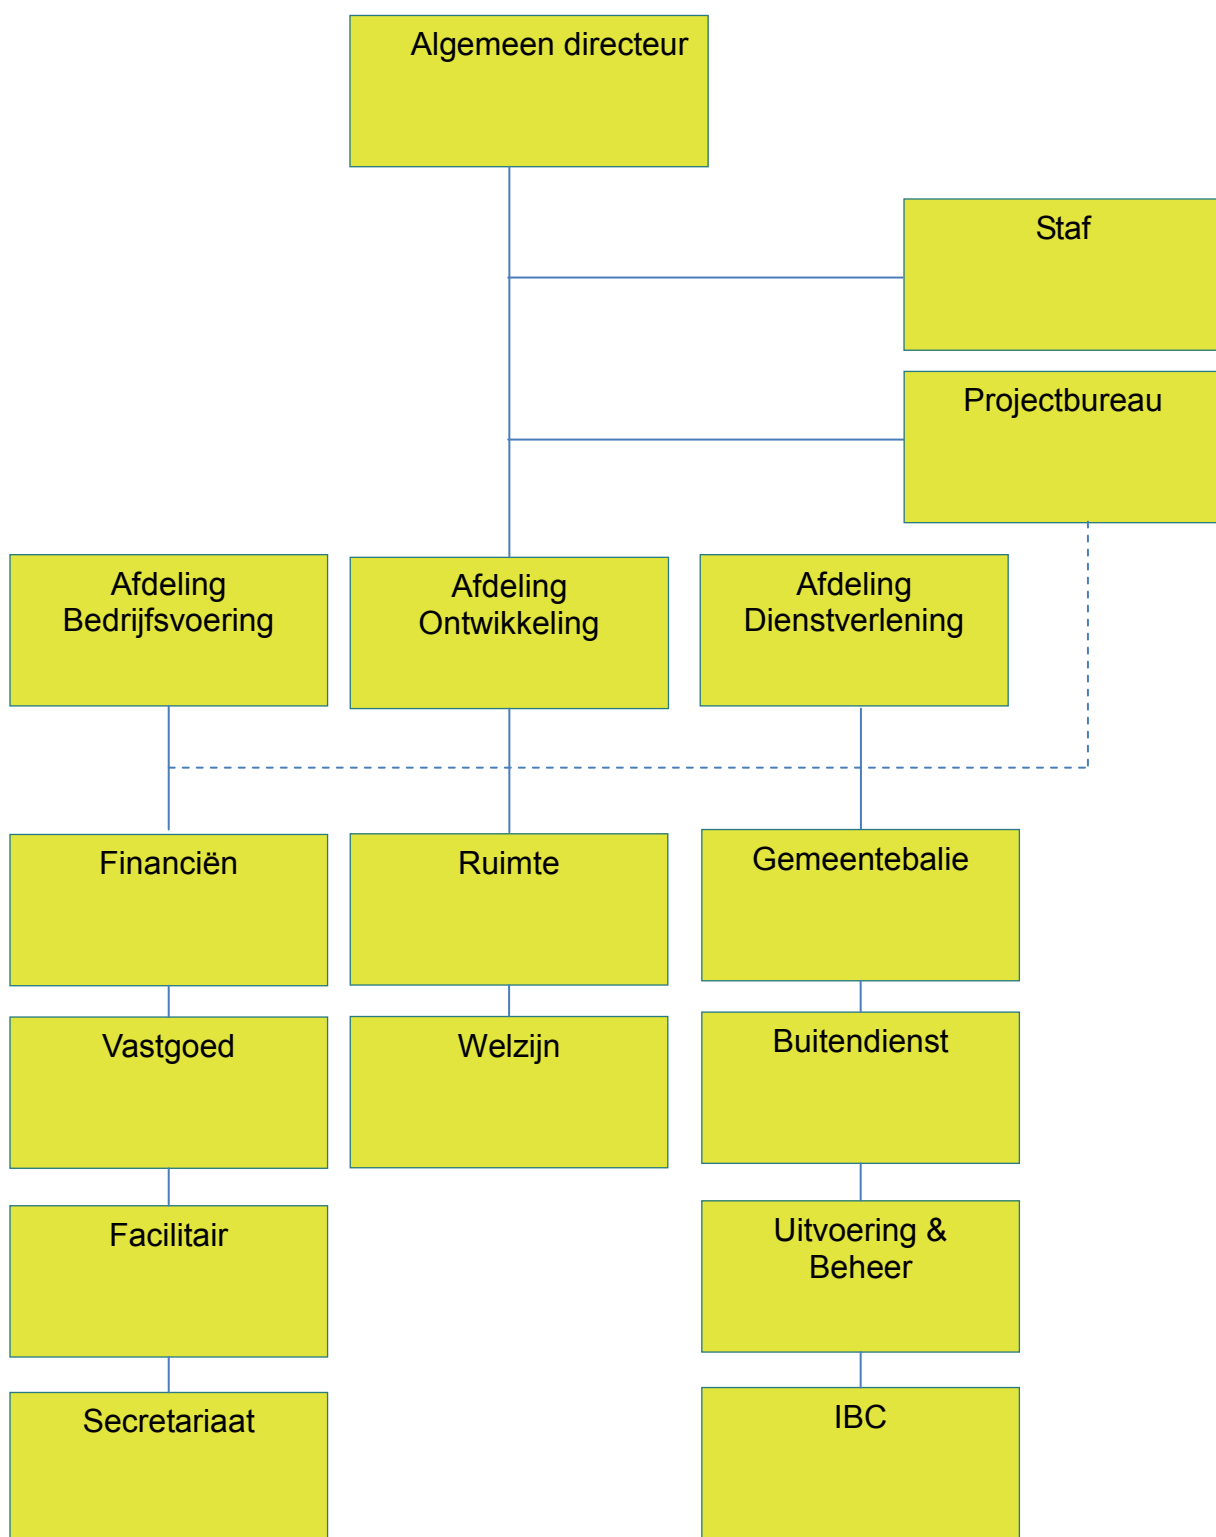 Algemeen directeur
Staf
Projectbureau
Afdeling
Bedrijfsvoering
Afdeling
Ontwikkeling
Afdeling
Dienstverlening
Financiën
Ruimte
Gemeentebalie
Vastgoed
Welzijn
Buitendienst
Facilitair
Uitvoering &
Beheer
Secretariaat
IBC